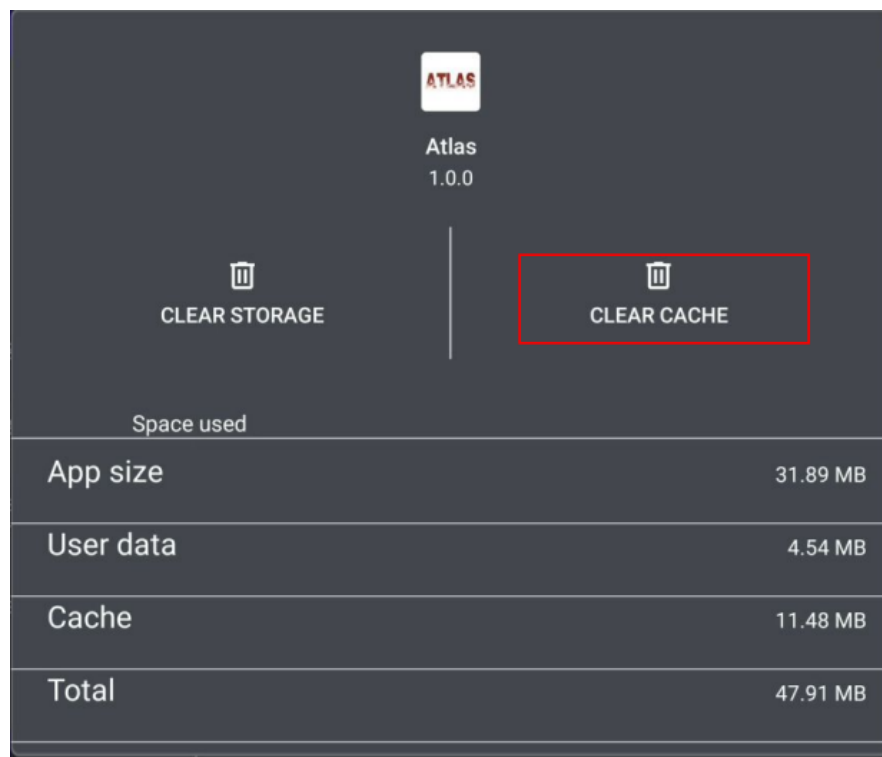 ATLAS
Atlas
1.0.0
CLEAR STORAGE
CLEAR CACHE
Space used
App size 31.89 MB
User data 4.54 MB
Cache 11.48 MB
Total 47.91 MB